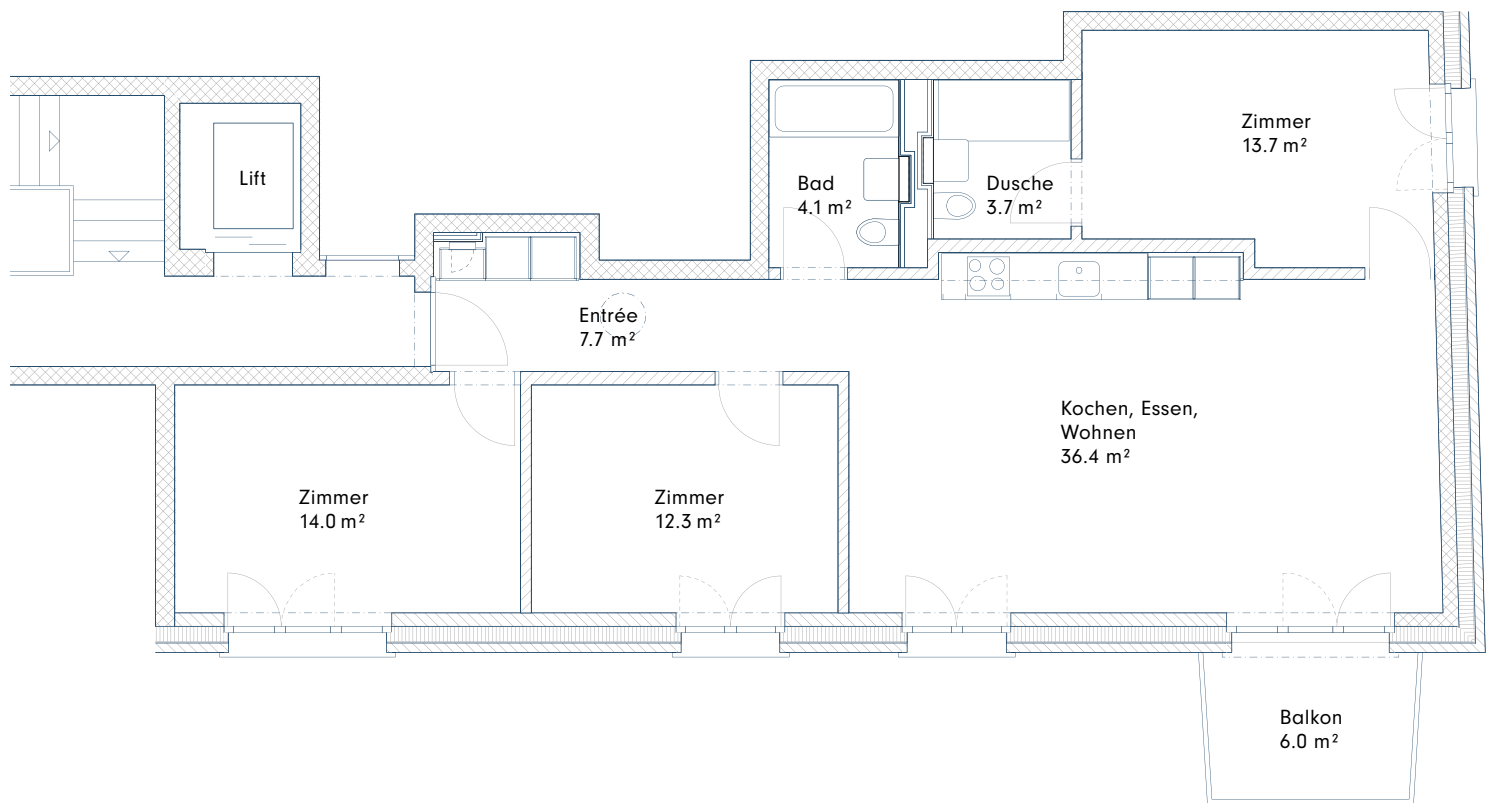 Zimmer
13.7 m²
Lift
Bad
4.1 m²
Dusche
3.7 m²
Entrée
7.7 m²
Kochen, Essen,
Wohnen
36.4 m²
Zimmer
14.0 m²
Zimmer
12.3 m²
Balkon
6.0 m²